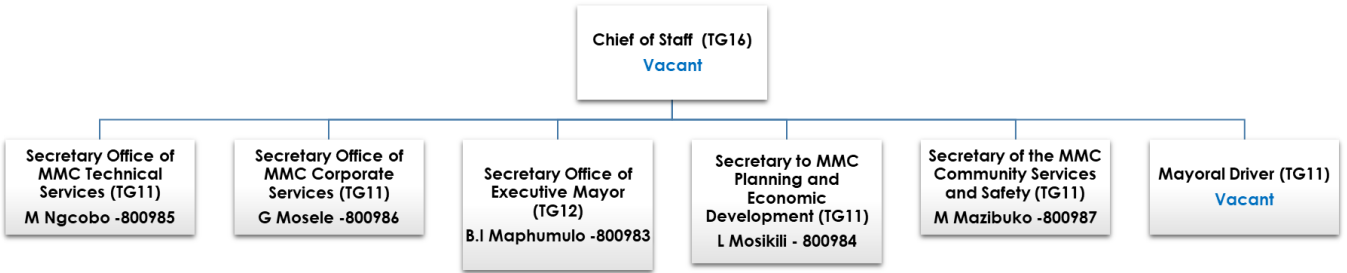 Chief of Staff  (TG16)
Vacant
Secretary Office of
MMC Technical
Services (TG11)
M Ngcobo -800985
Secretary Office of
MMC Corporate
Services (TG11)
G Mosele -800986
Secretary Office of
Executive Mayor
(TG12)
B.I Maphumulo -800983
Secretary to MMC
Planning and
Economic
Development (TG11)
L Mosikili - 800984
Secretary of the MMC
Community Services
and Safety (TG11)
M Mazibuko -800987
Mayoral Driver (TG11)
Vacant